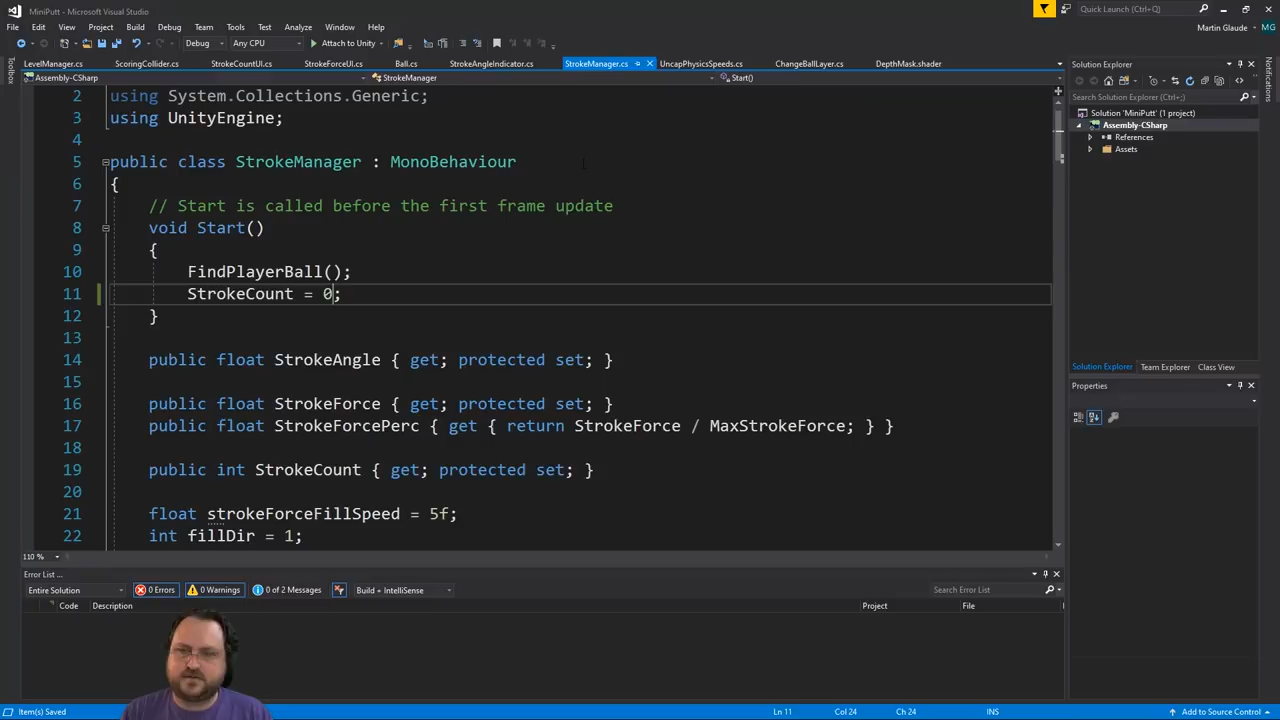 MiniPutt - Microsoft Visual Studio
Quick Launch (Ctrl+Q)
File Edit View Project Build Debug Team Tools Test Analyze Window Help
Martin Glaude MG
Debug Any CPU Attach to Unity
Toolbox
LevelManager.cs ScoringCollider.cs StrokeCountUI.cs StrokeForceUI.cs Ball.cs StrokeAngleIndicator.cs StrokeManager.cs UncapPhysicsSpeeds.cs ChangeBallLayer.cs DepthMask.shader
Assembly-CSharp StrokeManager Start()
2 using System.Collections.Generic;
3 using UnityEngine;
4
5 public class StrokeManager : MonoBehaviour
6 {
7 // Start is called before the first frame update
8 void Start()
9 {
10 FindPlayerBall();
11 StrokeCount = 0;
12 }
13
14 public float StrokeAngle { get; protected set; }
15
16 public float StrokeForce { get; protected set; }
17 public float StrokeForcePerc { get { return StrokeForce / MaxStrokeForce; } }
18
19 public int StrokeCount { get; protected set; }
20
21 float strokeForceFillSpeed = 5f;
22 int fillDir = 1;
110 %
Solution Explorer
Search Solution Explorer (Ctrl+;)
Solution 'MiniPutt' (1 project)
Assembly-CSharp
References
Assets
Solution Explorer Team Explorer Class View
Properties
Notifications
Error List ...
Entire Solution 0 Errors 0 Warnings 0 of 2 Messages Build + IntelliSense Search Error List
Code Description Project File
Item(s) Saved Ln 11 Col 24 Ch 24 INS Add to Source Control